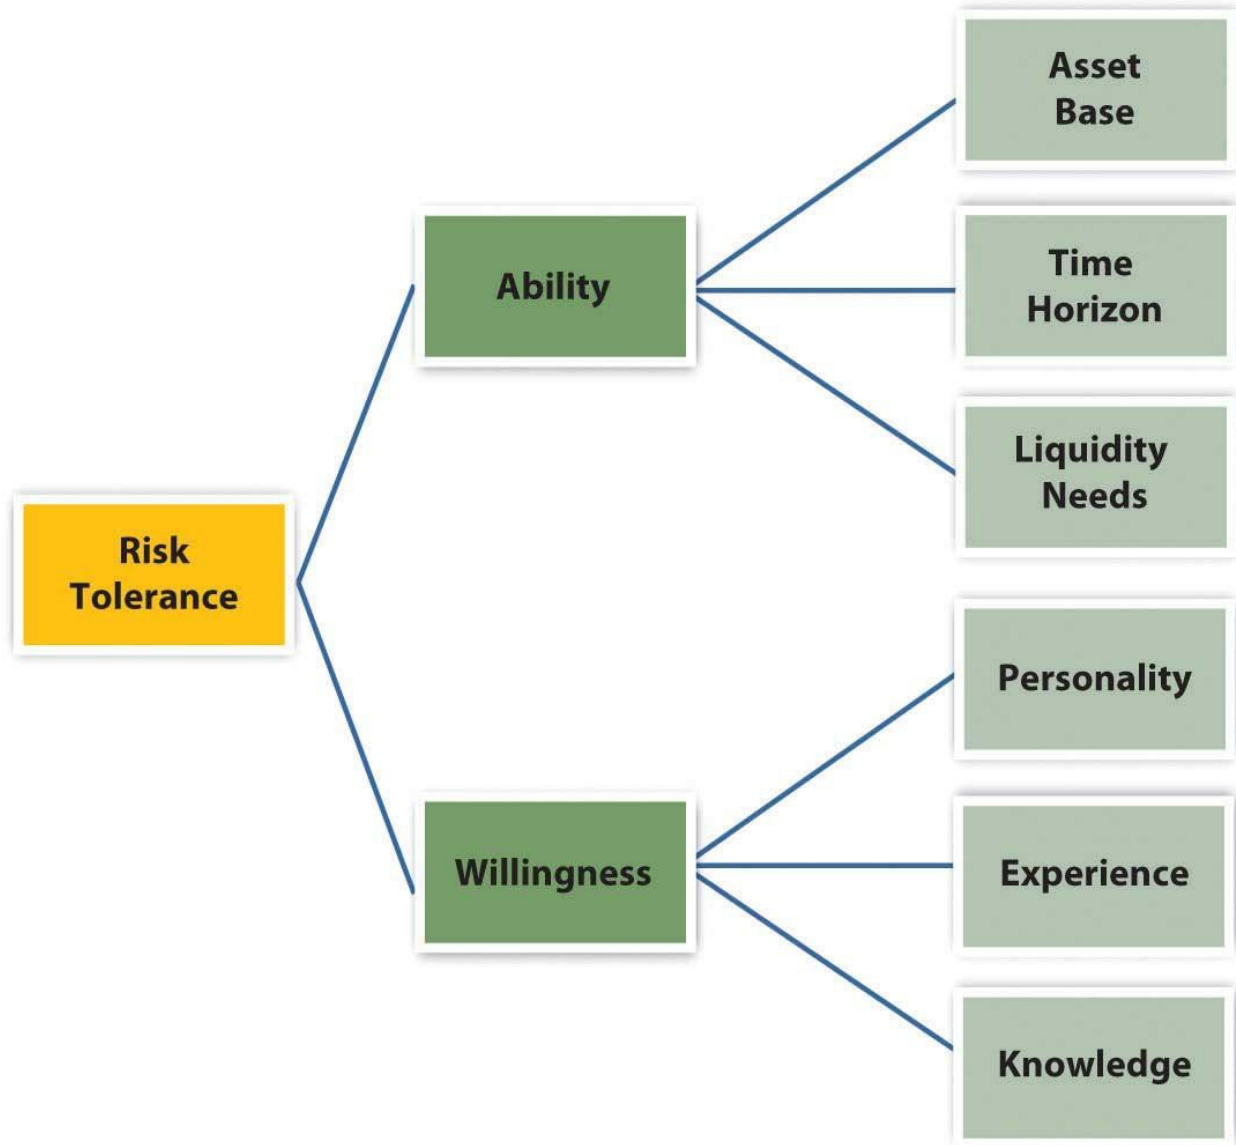 Asset
Base
Ability
Time
Horizon
Liquidity
Needs
Risk
Tolerance
Personality
Willingness
Experience
Knowledge